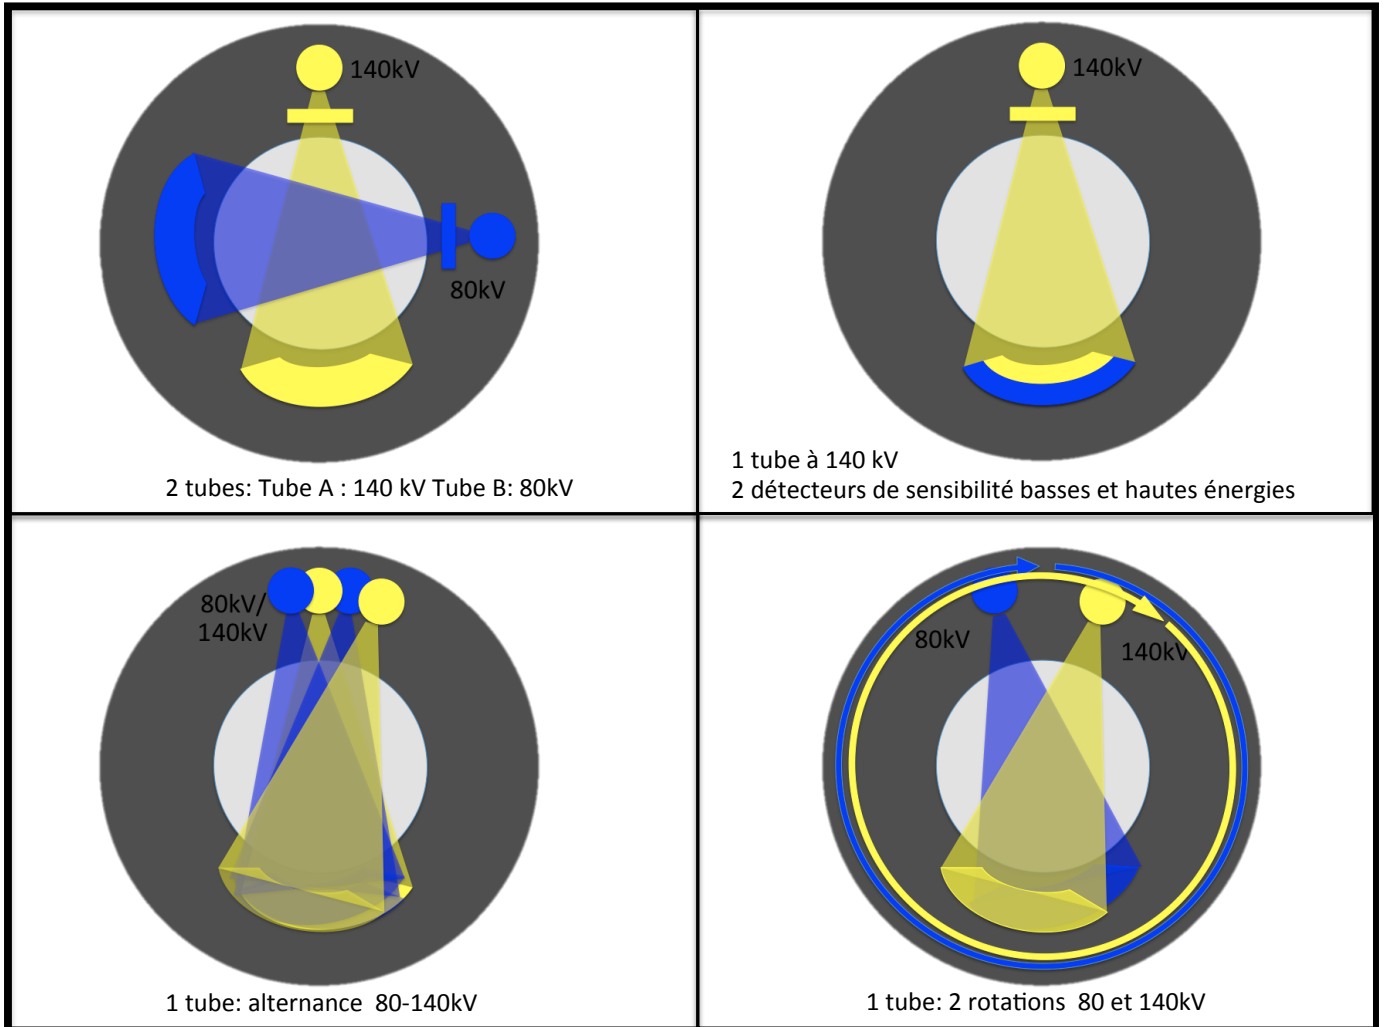 140kV
80kV
2 tubes: Tube A : 140 kV Tube B: 80kV
140kV
1 tube à 140 kV
2 détecteurs de sensibilité basses et hautes énergies
80kV/
140kV
1 tube: alternance 80-140kV
80kV
140kV
1 tube: 2 rotations 80 et 140kV